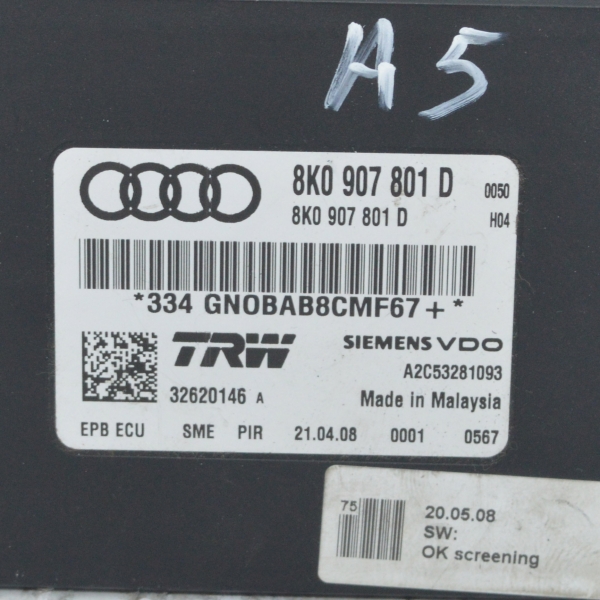 A5
8K0 907 801 D 0050
8K0 907 801 D H04
*334 GN0BAB8CMF67+*
TRW SIEMENS VDO
A2C53281093
32620146 A Made in Malaysia
EPB ECU SME PIR 21.04.08 0001 0567
75 20.05.08
SW:
OK screening